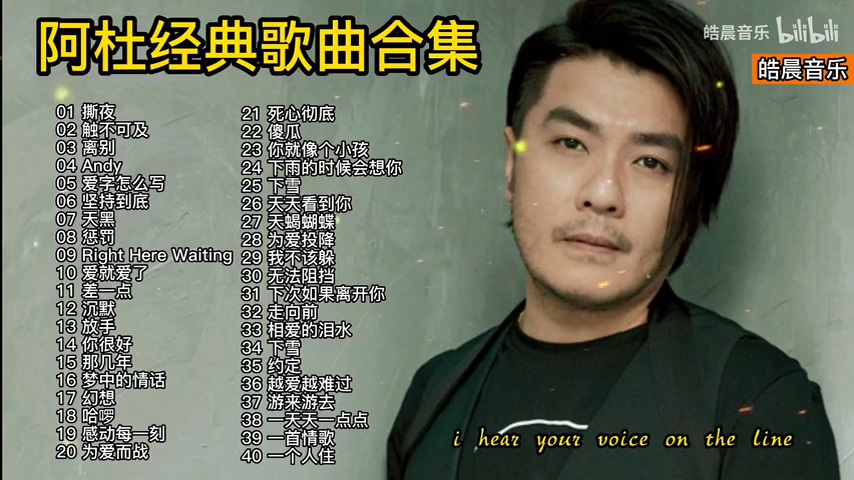 阿杜经典歌曲合集
皓晨音乐 bilibili
皓晨音乐
01 撕夜
02 触不可及
03 离别
04 Andy
05 爱字怎么写
06 坚持到底
07 天黑
08 惩罚
09 Right Here Waiting
10 爱就爱了
11 差一点
12 沉默
13 放手
14 你很好
15 那几年
16 梦中的情话
17 幻想
18 哈啰
19 感动每一刻
20 为爱而战
21 死心彻底
22 傻瓜
23 你就像个小孩
24 下雨的时候会想你
25 下雪
26 天天看到你
27 天蝎蝴蝶
28 为爱投降
29 我不该躲
30 无法阻挡
31 下次如果离开你
32 走向前
33 相爱的泪水
34 下雪
35 约定
36 越爱越难过
37 游来游去
38 一天天一点点
39 一首情歌
40 一个人住
i hear your voice on the line